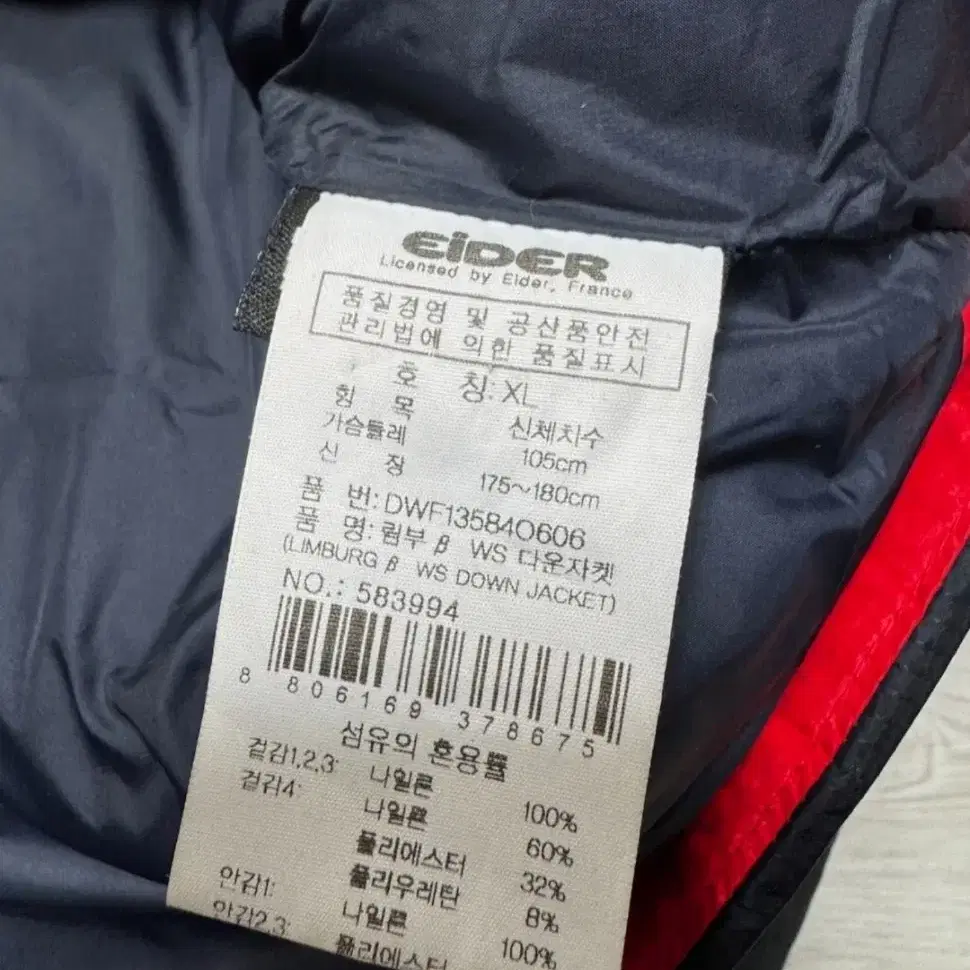 EiDER
Licensed by Eider, France
품질경영 및 공산품안전
관리법에 의한 품질표시
호 칭: XL
항 목 신체치수
가슴둘레 105cm
신 장 175~180cm
품 번: DWF13584O606
품 명: 림부 β WS 다운자켓
(LIMBURG β WS DOWN JACKET)
NO.: 583994
8 806169 378675
섬유의 혼용률
겉감1,2,3: 나일론 100%
겉감4: 나일론 60%
폴리에스터 32%
폴리우레탄 8%
안감1: 나일론 100%
안감2,3: 폴리에스터